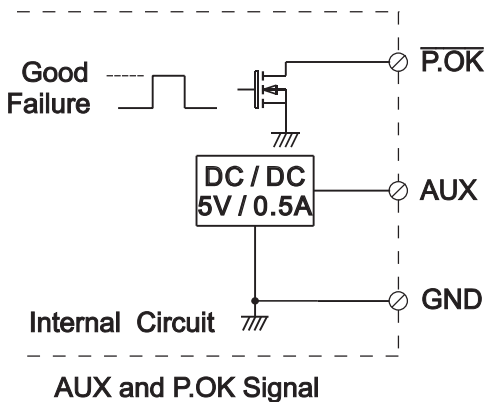 P.OK
Good
Failure
DC / DC
5V / 0.5A
AUX
GND
Internal Circuit
AUX and P.OK Signal